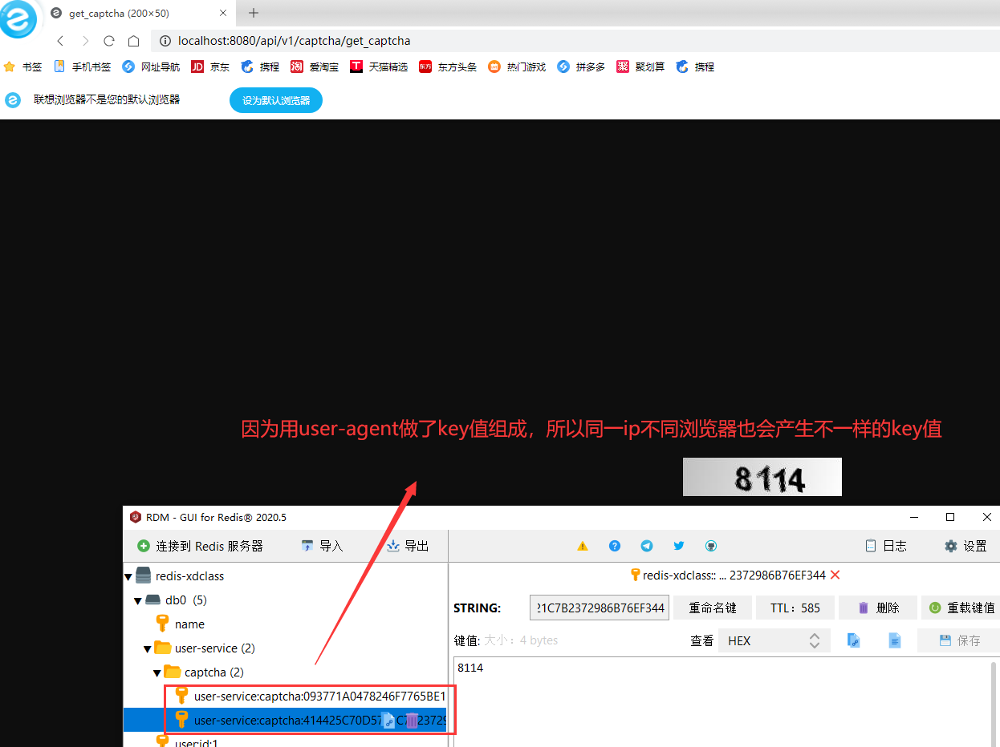 get_captcha (200×50)
localhost:8080/api/v1/captcha/get_captcha
书签 手机书签 网址导航 JD 京东 携程 淘 爱淘宝 T 天猫精选 东方 东方头条 热门游戏 拼多多 聚 聚划算 携程
联想浏览器不是您的默认浏览器 设为默认浏览器
因为用user-agent做了key值组成，所以同一ip不同浏览器也会产生不一样的key值
8114
RDM - GUI for Redis® 2020.5
连接到 Redis 服务器 导入 导出 日志 设置
redis-xdclass
redis-xdclass:: ... 2372986B76EF344
db0 (5)
STRING: 21C7B2372986B76EF344 重命名键 TTL：585 删除 重载键值
name
键值: 大小：4 bytes 查看 HEX 保存
user-service (2)
8114
captcha (2)
user-service:captcha:093771A0478246F7765BE1
user-service:captcha:414425C70D57 C7 23729
user:id:1